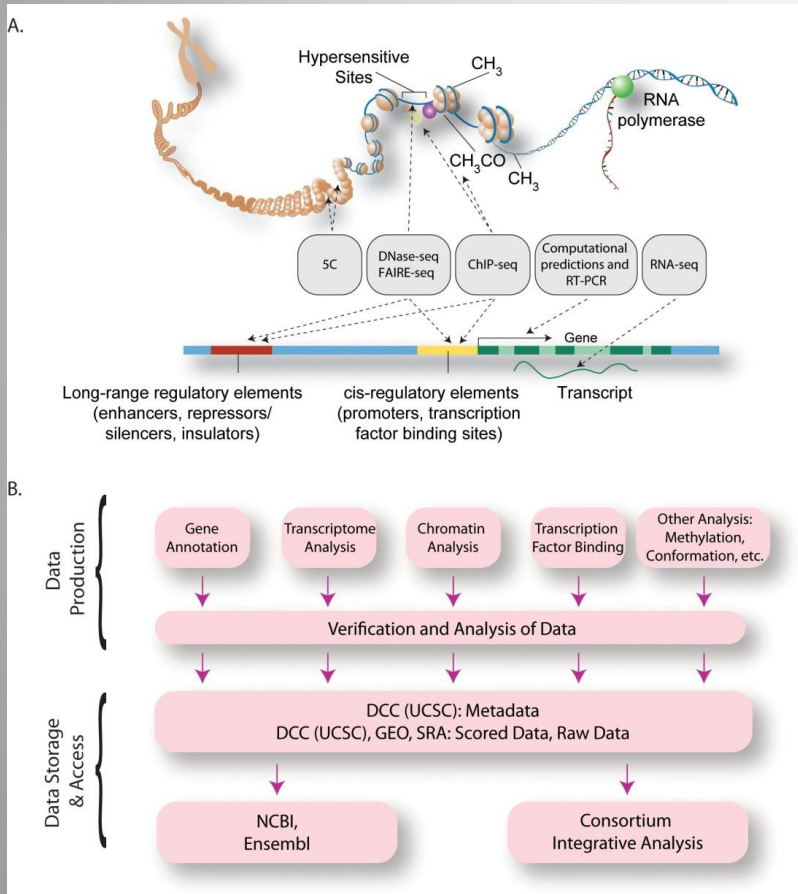 A.
Hypersensitive
Sites
CH3
RNA
polymerase
CH3CO
CH3
5C
DNase-seq
FAIRE-seq
ChIP-seq
Computational
predictions and
RT-PCR
RNA-seq
Gene
Long-range regulatory elements
(enhancers, repressors/
silencers, insulators)
cis-regulatory elements
(promoters, transcription
factor binding sites)
Transcript
B.
Data
Production
Gene
Annotation
Transcriptome
Analysis
Chromatin
Analysis
Transcription
Factor Binding
Other Analysis:
Methylation,
Conformation, etc.
Verification and Analysis of Data
Data Storage
& Access
DCC (UCSC): Metadata
DCC (UCSC), GEO, SRA: Scored Data, Raw Data
NCBI,
Ensembl
Consortium
Integrative Analysis